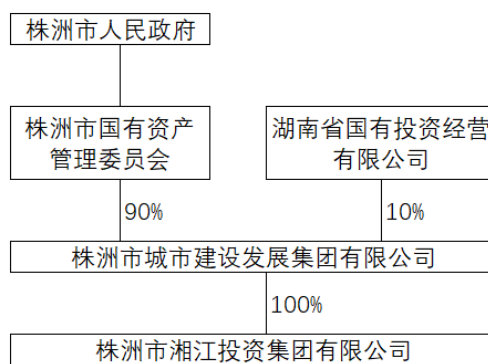 株洲市人民政府
株洲市国有资产
管理委员会
湖南省国有投资经营
有限公司
90%
10%
株洲市城市建设发展集团有限公司
100%
株洲市湘江投资集团有限公司